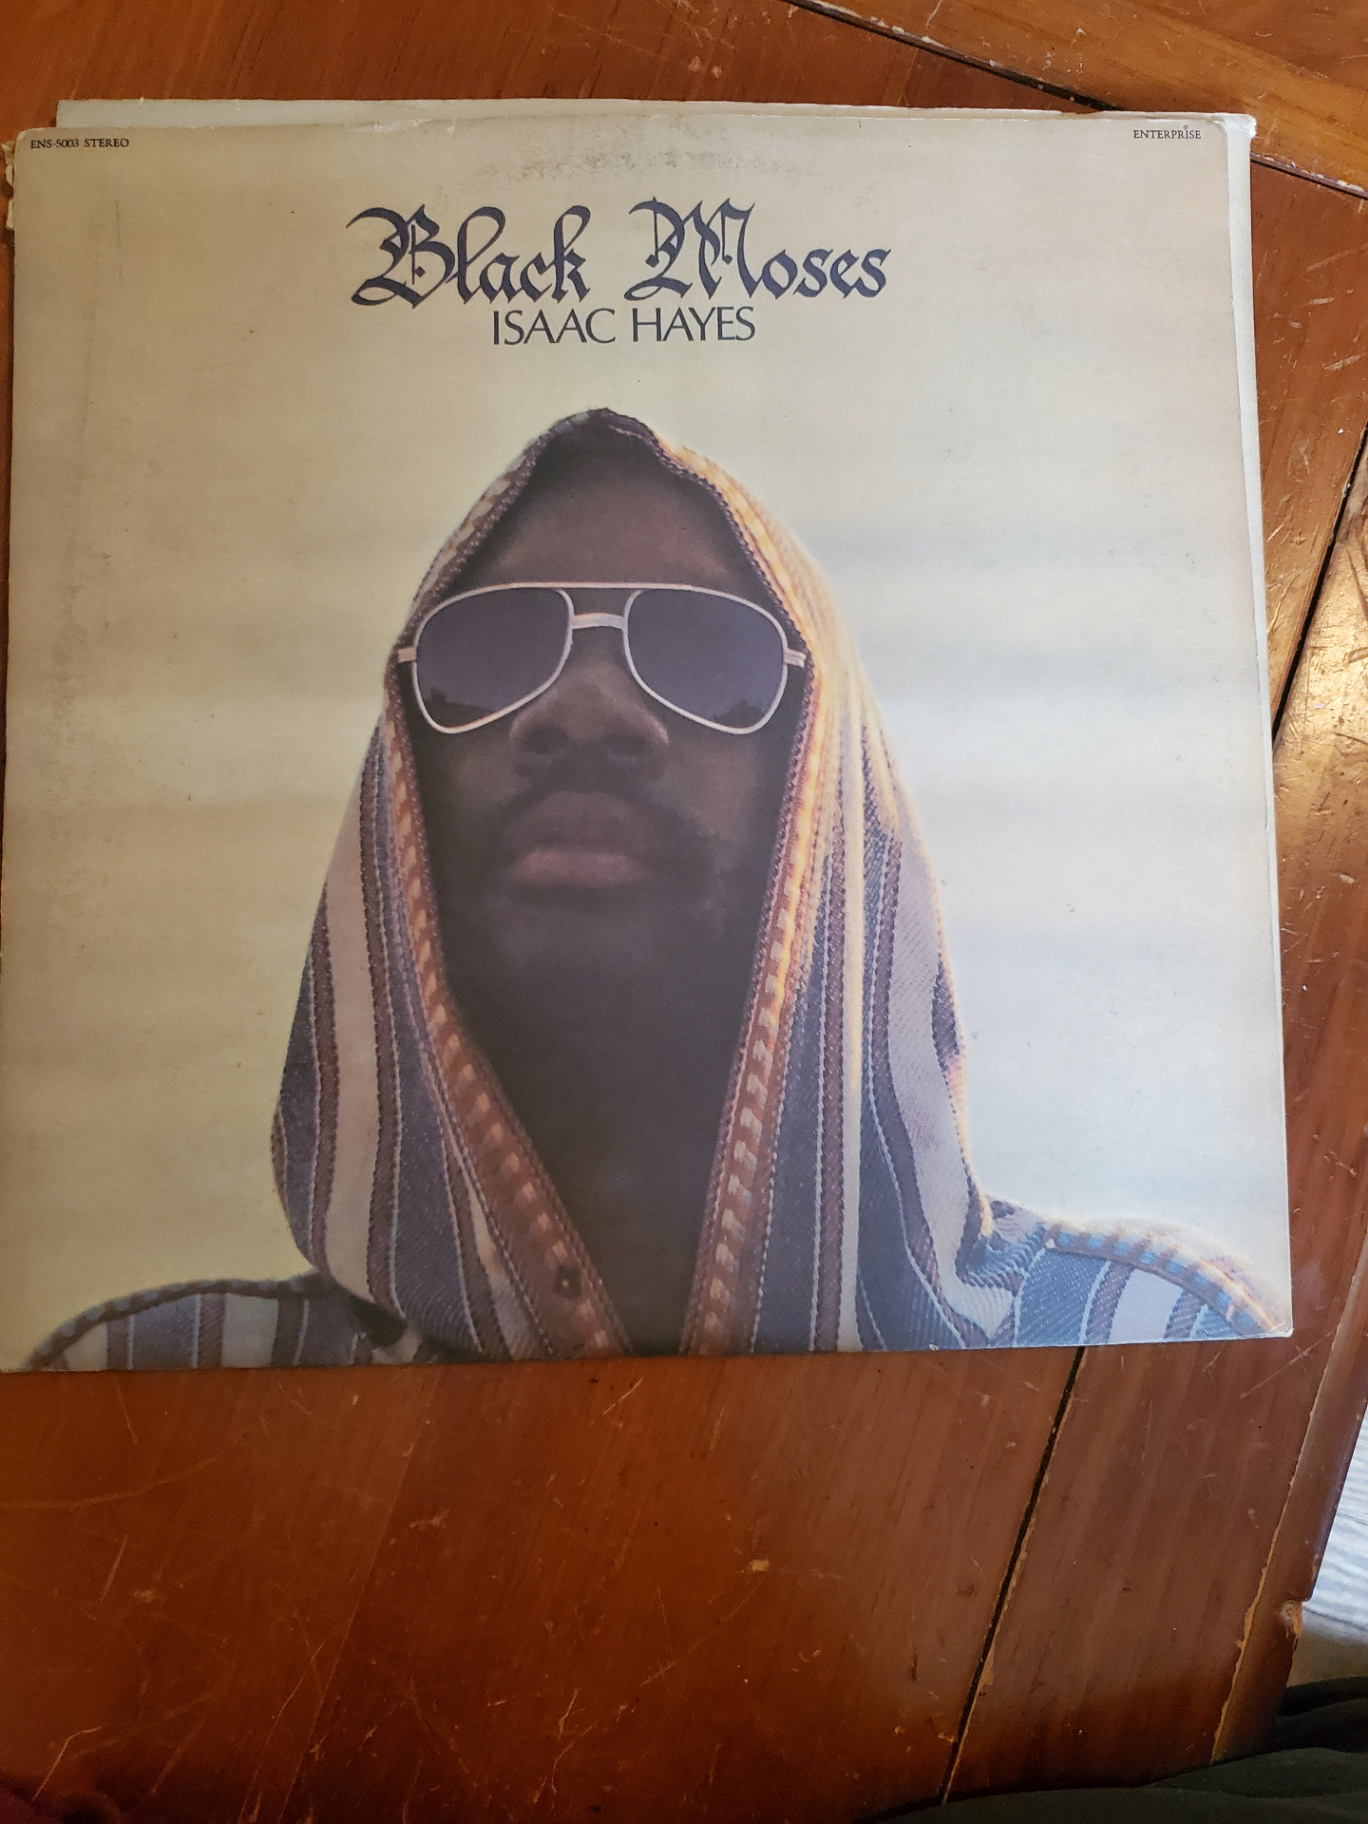 ENS-5003 STEREO
ENTERPRISE
Black Moses
ISAAC HAYES